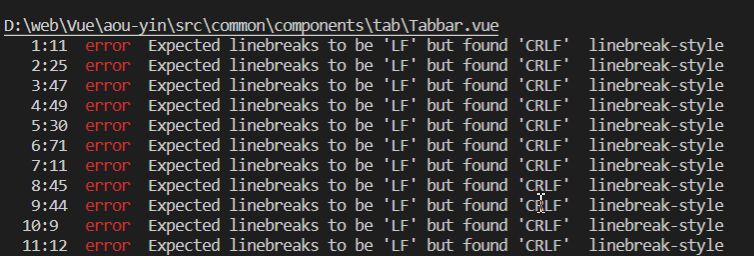 D:\web\Vue\aou-yin\src\common\components\tab\Tabbar.vue
1:11 error Expected linebreaks to be 'LF' but found 'CRLF' linebreak-style
2:25 error Expected linebreaks to be 'LF' but found 'CRLF' linebreak-style
3:47 error Expected linebreaks to be 'LF' but found 'CRLF' linebreak-style
4:49 error Expected linebreaks to be 'LF' but found 'CRLF' linebreak-style
5:30 error Expected linebreaks to be 'LF' but found 'CRLF' linebreak-style
6:71 error Expected linebreaks to be 'LF' but found 'CRLF' linebreak-style
7:11 error Expected linebreaks to be 'LF' but found 'CRLF' linebreak-style
8:45 error Expected linebreaks to be 'LF' but found 'CRLF' linebreak-style
9:44 error Expected linebreaks to be 'LF' but found 'CRLF' linebreak-style
10:9 error Expected linebreaks to be 'LF' but found 'CRLF' linebreak-style
11:12 error Expected linebreaks to be 'LF' but found 'CRLF' linebreak-style